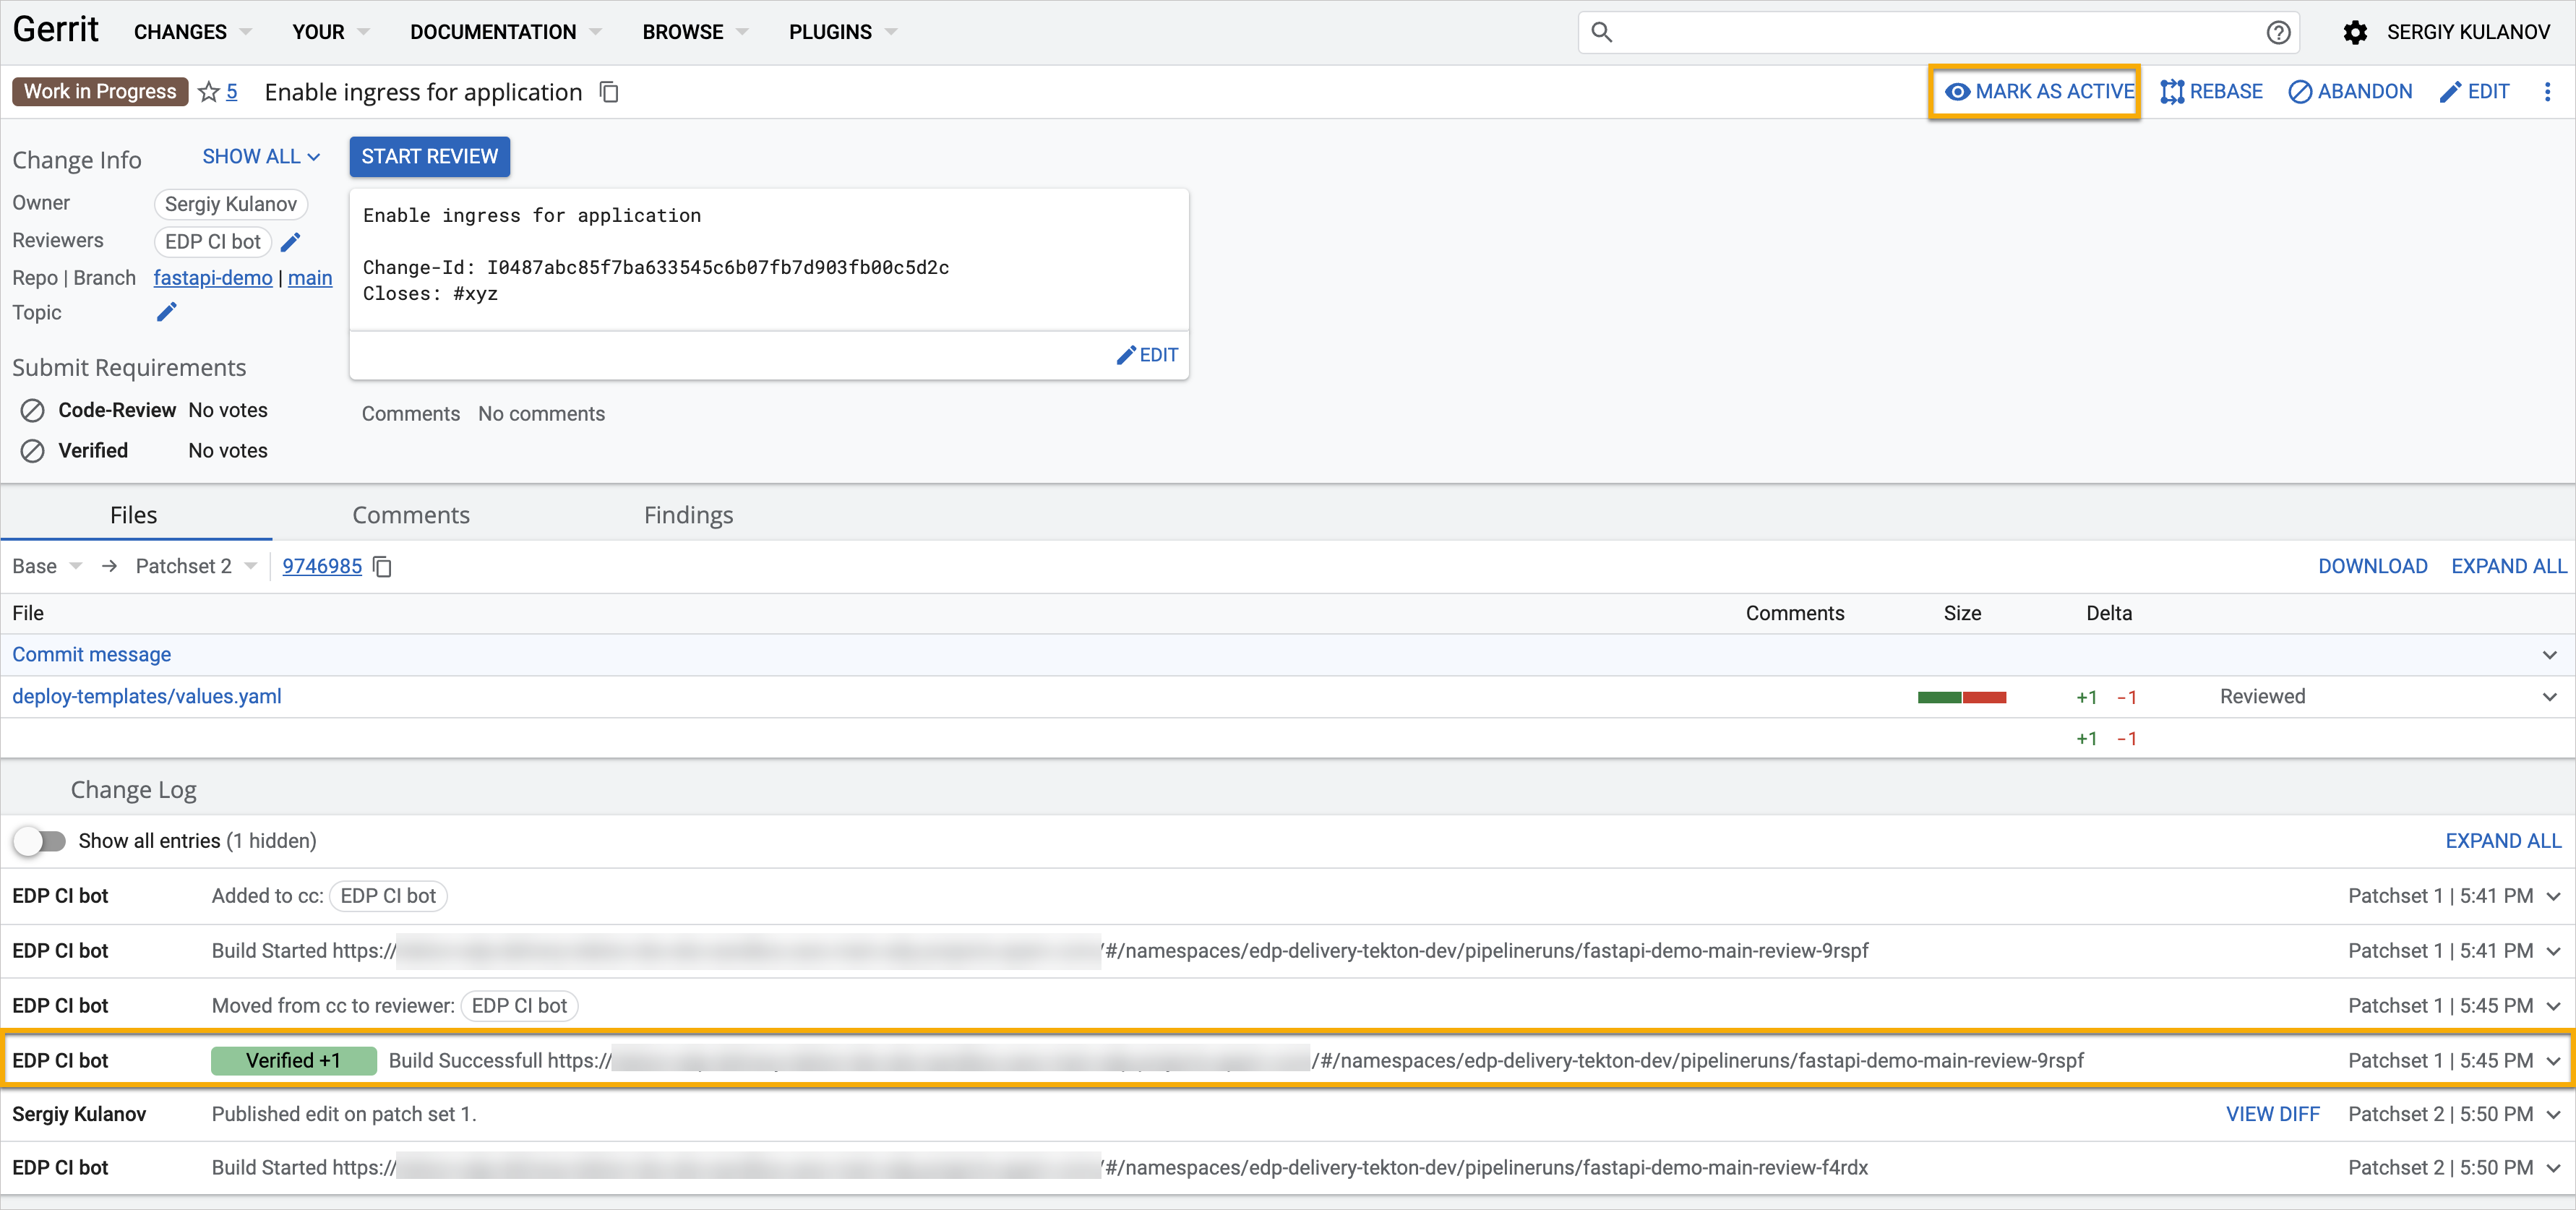 Gerrit CHANGES YOUR DOCUMENTATION BROWSE PLUGINS SERGIY KULANOV
Work in Progress 5 Enable ingress for application MARK AS ACTIVE REBASE ABANDON EDIT
Change Info SHOW ALL START REVIEW
Owner Sergiy Kulanov
Reviewers EDP CI bot
Repo | Branch fastapi-demo | main
Topic
Enable ingress for application
Change-Id: I0487abc85f7ba633545c6b07fb7d903fb00c5d2c
Closes: #xyz
EDIT
Submit Requirements
Code-Review No votes
Verified No votes
Comments No comments
Files Comments Findings
Base → Patchset 2 9746985 DOWNLOAD EXPAND ALL
File Comments Size Delta
Commit message
deploy-templates/values.yaml +1 −1 Reviewed
+1 −1
Change Log
Show all entries (1 hidden) EXPAND ALL
EDP CI bot Added to cc: EDP CI bot Patchset 1 | 5:41 PM
EDP CI bot Build Started https:// /#/namespaces/edp-delivery-tekton-dev/pipelineruns/fastapi-demo-main-review-9rspf Patchset 1 | 5:41 PM
EDP CI bot Moved from cc to reviewer: EDP CI bot Patchset 1 | 5:45 PM
EDP CI bot Verified +1 Build Successfull https:// /#/namespaces/edp-delivery-tekton-dev/pipelineruns/fastapi-demo-main-review-9rspf Patchset 1 | 5:45 PM
Sergiy Kulanov Published edit on patch set 1. VIEW DIFF Patchset 2 | 5:50 PM
EDP CI bot Build Started https:// /#/namespaces/edp-delivery-tekton-dev/pipelineruns/fastapi-demo-main-review-f4rdx Patchset 2 | 5:50 PM